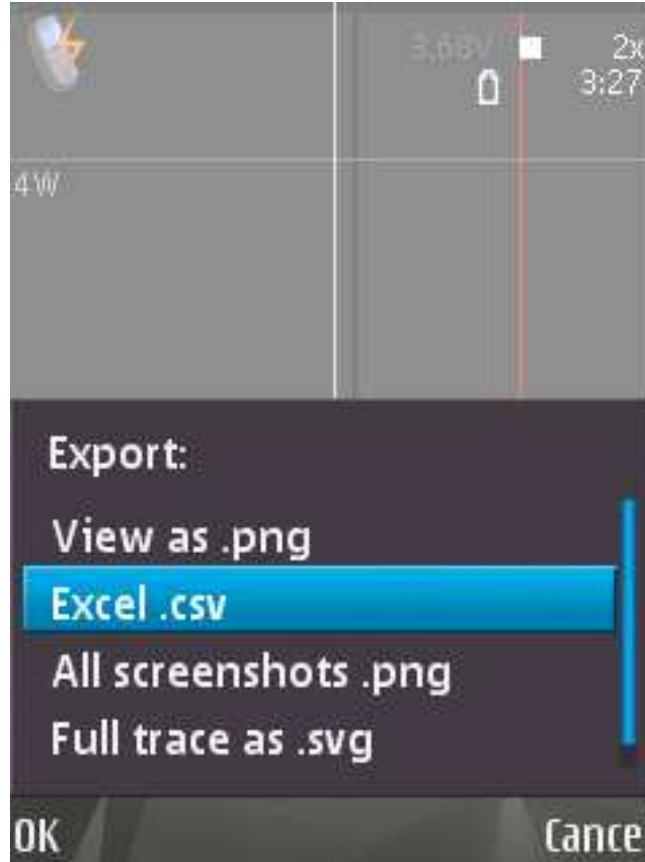 3.68V 2x
3:27
4W
Export:
View as .png
Excel .csv
All screenshots .png
Full trace as .svg
OK Cance